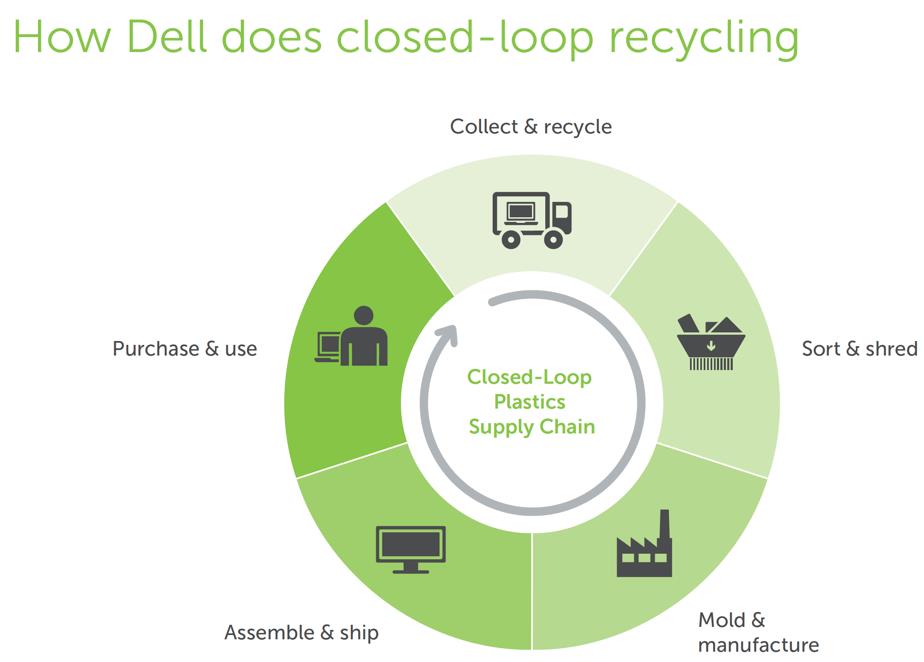 How Dell does closed-loop recycling
Collect & recycle
Sort & shred
Mold &
manufacture
Assemble & ship
Purchase & use
Closed-Loop
Plastics
Supply Chain